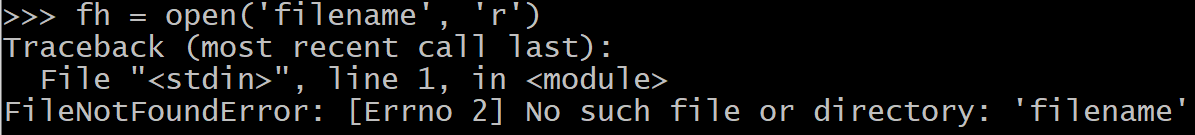 >>> fh = open('filename', 'r')
Traceback (most recent call last):
  File "<stdin>", line 1, in <module>
FileNotFoundError: [Errno 2] No such file or directory: 'filename'